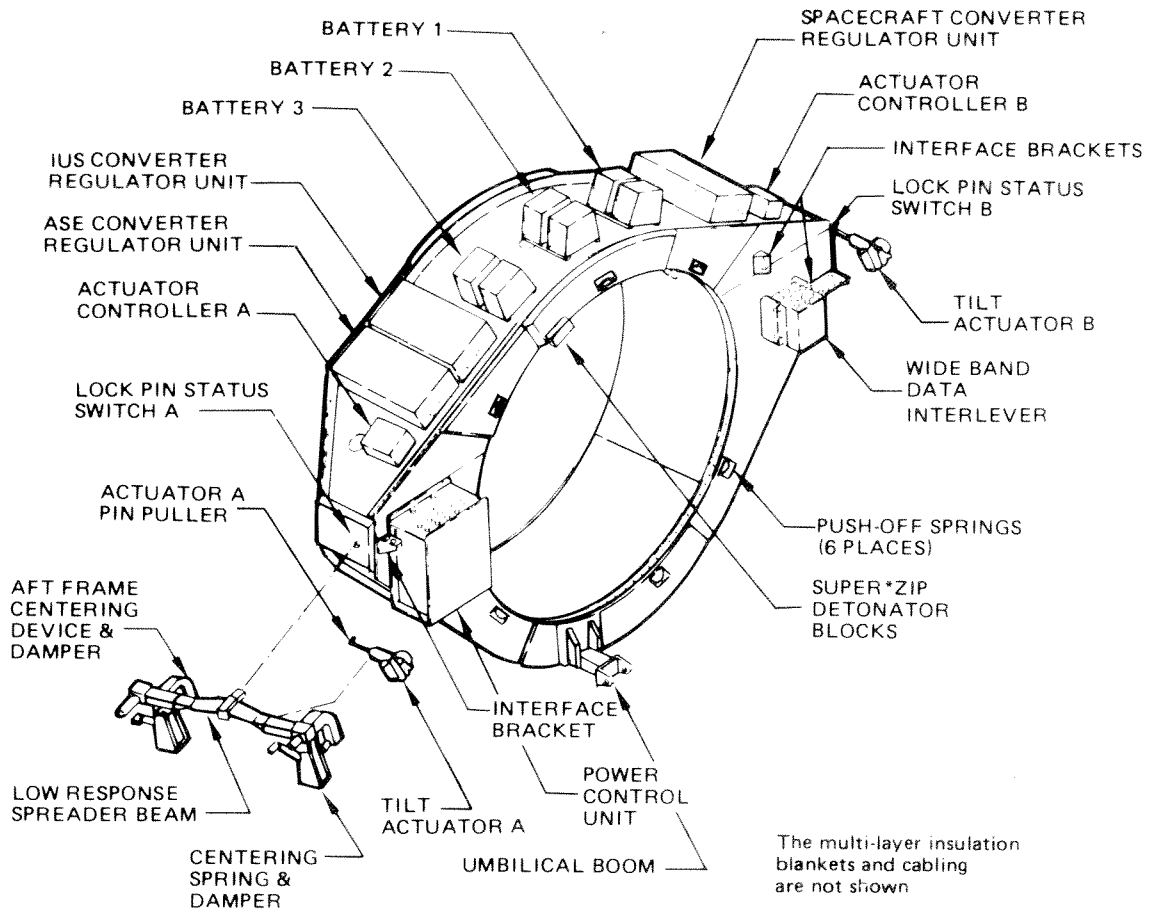 BATTERY 1
BATTERY 2
BATTERY 3
IUS CONVERTER
REGULATOR UNIT
ASE CONVERTER
REGULATOR UNIT
ACTUATOR
CONTROLLER A
LOCK PIN STATUS
SWITCH A
ACTUATOR A
PIN PULLER
AFT FRAME
CENTERING
DEVICE &
DAMPER
LOW RESPONSE
SPREADER BEAM
CENTERING
SPRING &
DAMPER
TILT
ACTUATOR A
INTERFACE
BRACKET
UMBILICAL BOOM
POWER
CONTROL
UNIT
SPACECRAFT CONVERTER
REGULATOR UNIT
ACTUATOR
CONTROLLER B
INTERFACE BRACKETS
LOCK PIN STATUS
SWITCH B
TILT
ACTUATOR B
WIDE BAND
DATA
INTERLEVER
PUSH-OFF SPRINGS
(6 PLACES)
SUPER*ZIP
DETONATOR
BLOCKS
The multi-layer insulation
blankets and cabling
are not shown